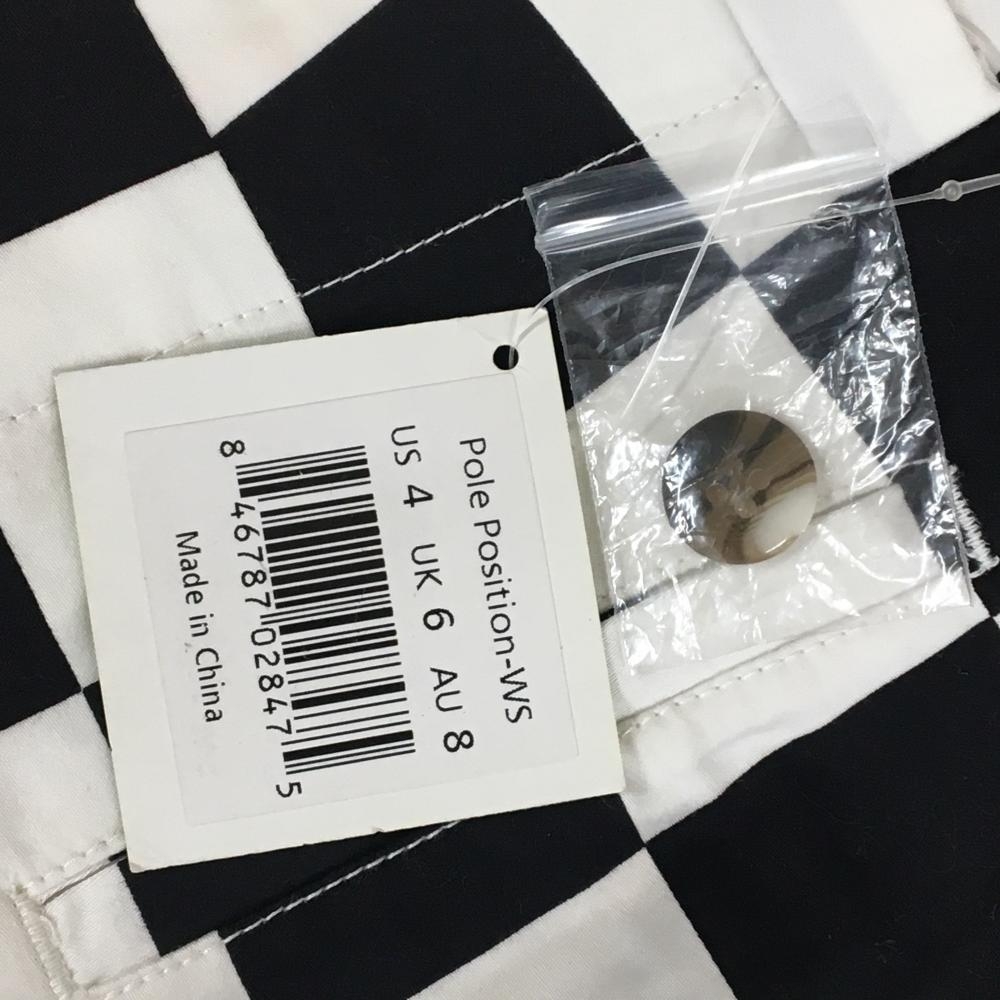 Pole Position-WS
US 4 UK 6 AU 8
8 46787 02847 5
Made in China